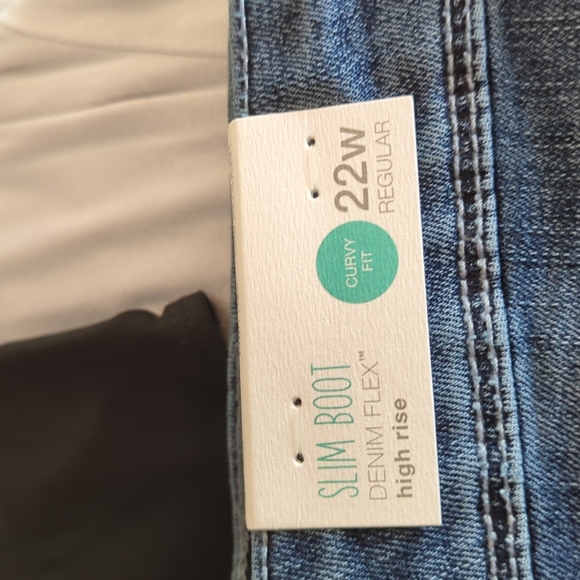 SLIM BOOT
DENIM FLEX™
high rise
CURVY
FIT
22w
REGULAR